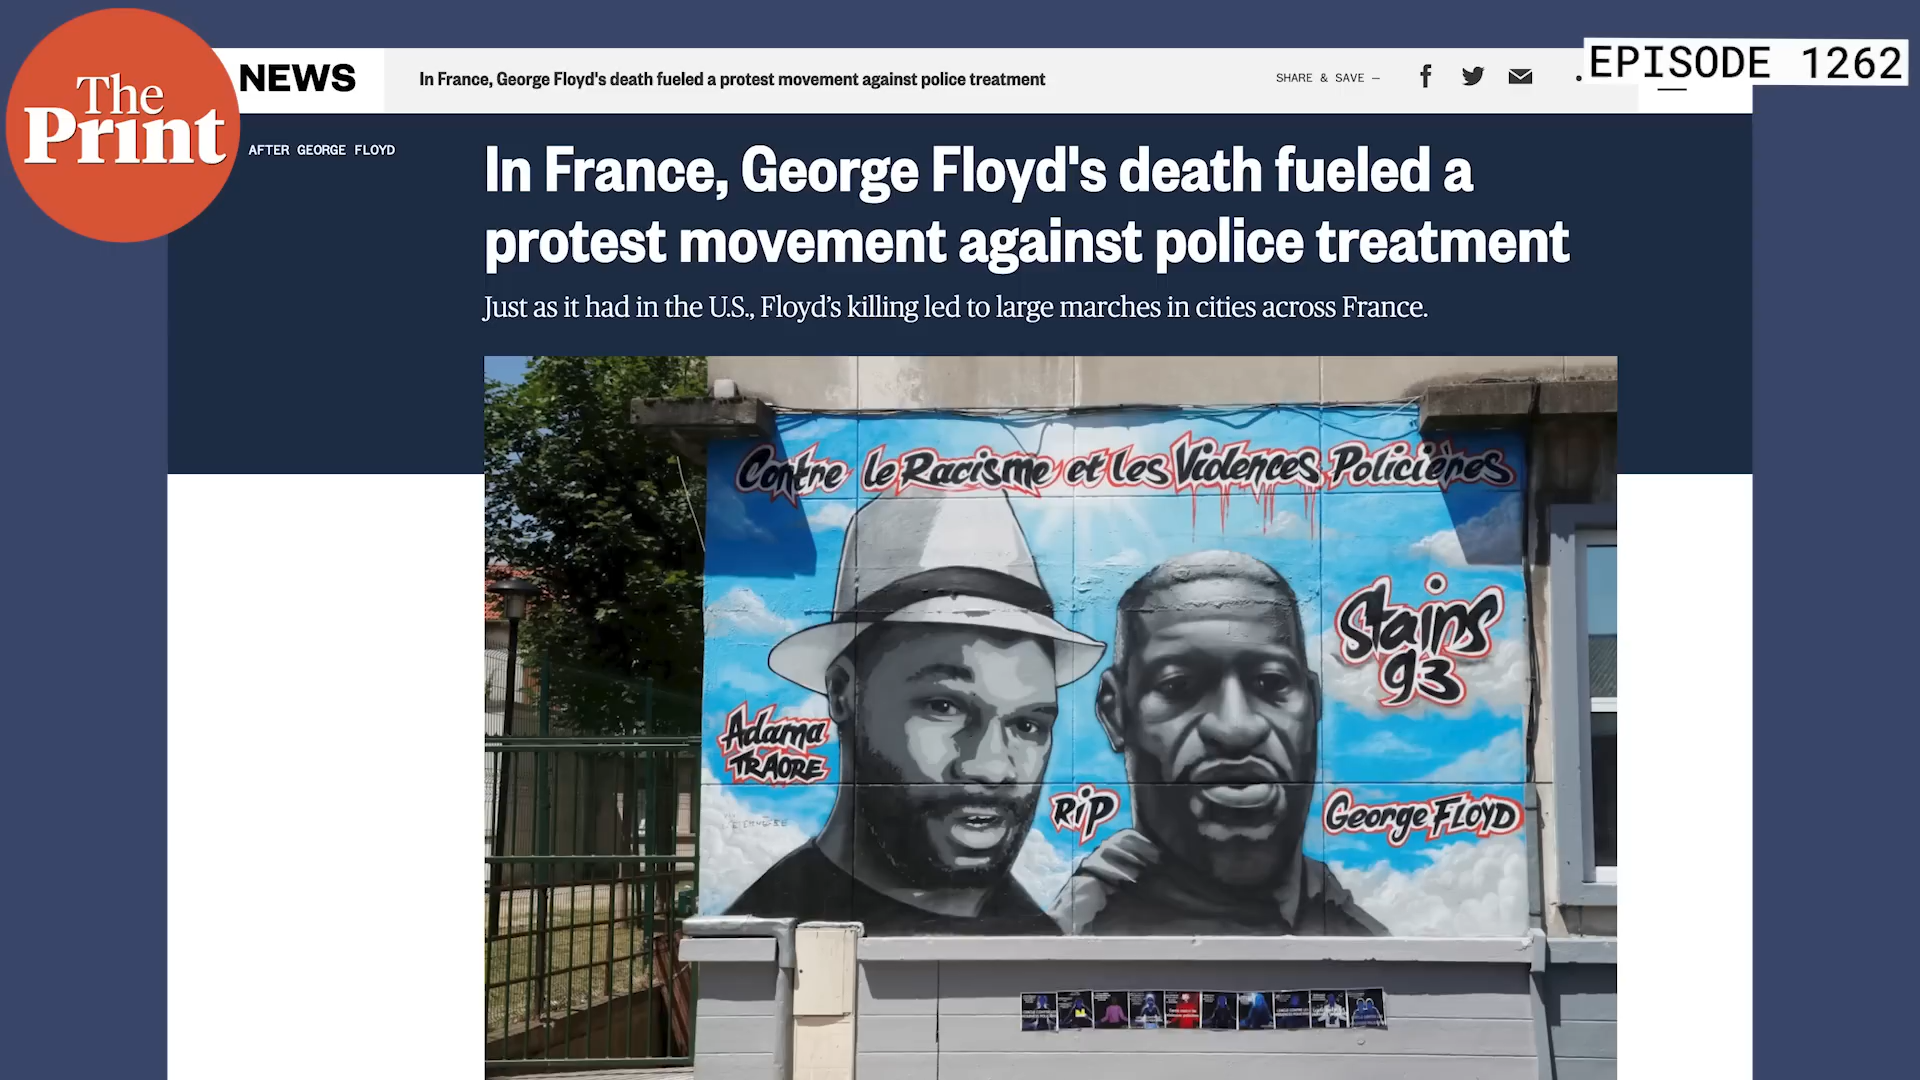 The
Print
NEWS
In France, George Floyd's death fueled a protest movement against police treatment
SHARE & SAVE —
EPISODE 1262
AFTER GEORGE FLOYD
In France, George Floyd's death fueled a
protest movement against police treatment
Just as it had in the U.S., Floyd's killing led to large marches in cities across France.
Contre le Racisme et les Violences Policières
Stains
93
Adama
TRAORE
Rip
George FLOYD